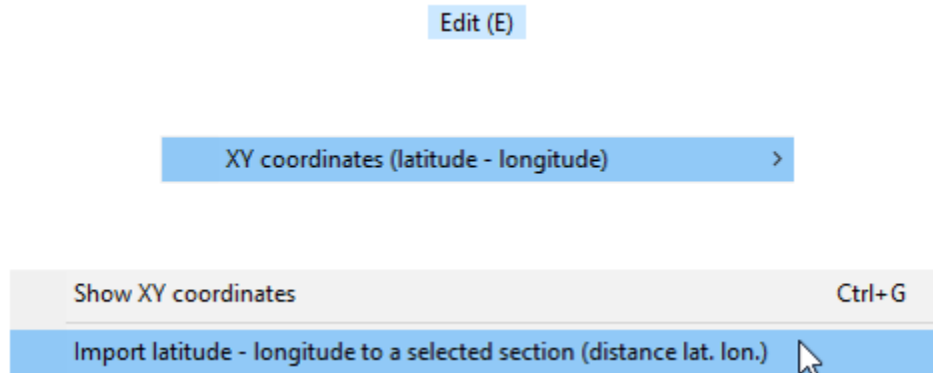 Edit (E)
XY coordinates (latitude - longitude) >
Show XY coordinates Ctrl+G
Import latitude - longitude to a selected section (distance lat. lon.)